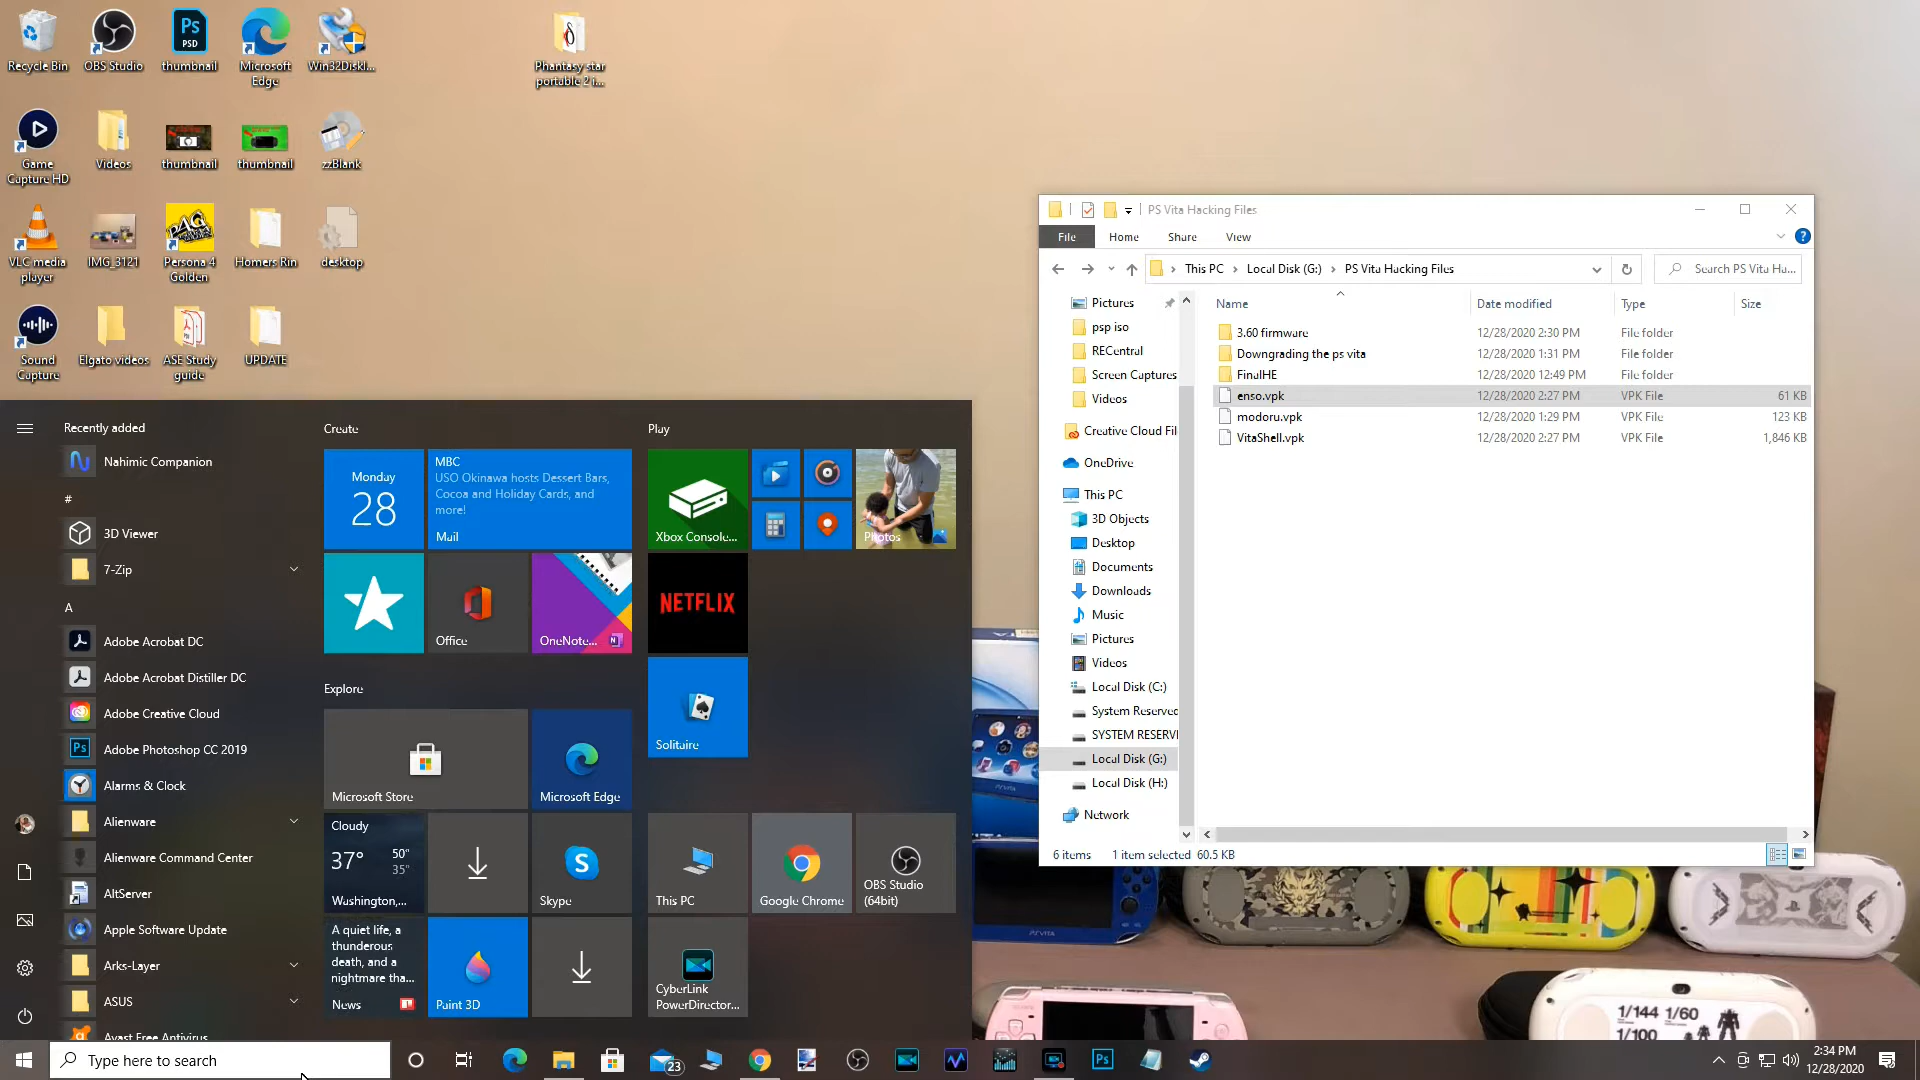 Recycle Bin
OBS Studio
Ps
PSD
thumbnail
Microsoft
Edge
Win32DiskI...
Phantasy star
portable 2 i...
Game
Capture HD
Videos
thumbnail
thumbnail
zzBlank
VLC media
player
IMG_3121
P4G
Persona 4
Golden
Homers Rin
desktop
Sound
Capture
Elgato videos
ASE Study
guide
UPDATE
Recently added
Nahimic Companion
#
3D Viewer
7-Zip
A
Adobe Acrobat DC
Adobe Acrobat Distiller DC
Adobe Creative Cloud
Ps
Adobe Photoshop CC 2019
Alarms & Clock
Alienware
Alienware Command Center
AltServer
Apple Software Update
Arks-Layer
ASUS
Avast Free Antivirus
Create
Monday
28
MBC
USO Okinawa hosts Dessert Bars,
Cocoa and Holiday Cards, and
more!
Mail
Office
OneNote...
Explore
Microsoft Store
Microsoft Edge
Cloudy
37°
50°
35°
Washington,...
Skype
A quiet life, a
thunderous
death, and a
nightmare tha...
News
Paint 3D
Play
Xbox Console...
Photos
NETFLIX
Solitaire
This PC
Google Chrome
OBS Studio
(64bit)
CyberLink
PowerDirector...
PS Vita Hacking Files
File
Home
Share
View
This PC
Local Disk (G:)
PS Vita Hacking Files
Search PS Vita Ha...
Pictures
psp iso
RECentral
Screen Captures
Videos
Creative Cloud Fil
OneDrive
This PC
3D Objects
Desktop
Documents
Downloads
Music
Pictures
Videos
Local Disk (C:)
System Reserved
SYSTEM RESERVI
Local Disk (G:)
Local Disk (H:)
Network
Name Date modified Type Size
3.60 firmware 12/28/2020 2:30 PM File folder
Downgrading the ps vita 12/28/2020 1:31 PM File folder
FinalHE 12/28/2020 12:49 PM File folder
enso.vpk 12/28/2020 2:27 PM VPK File 61 KB
modoru.vpk 12/28/2020 1:29 PM VPK File 123 KB
VitaShell.vpk 12/28/2020 2:27 PM VPK File 1,846 KB
6 items 1 item selected 60.5 KB
PS VITA
1/144 1/60
1/100
Type here to search
23
Ps
2:34 PM
12/28/2020